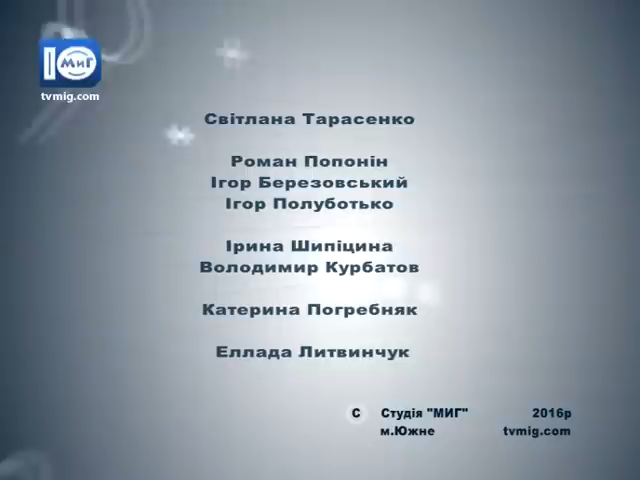 10 МиГ
tvmig.com
Світлана Тарасенко
Роман Попонін
Ігор Березовський
Ігор Полуботько
Ірина Шипіцина
Володимир Курбатов
Катерина Погребняк
Еллада Литвинчук
С Студія "МИГ" 2016р
м.Южне tvmig.com